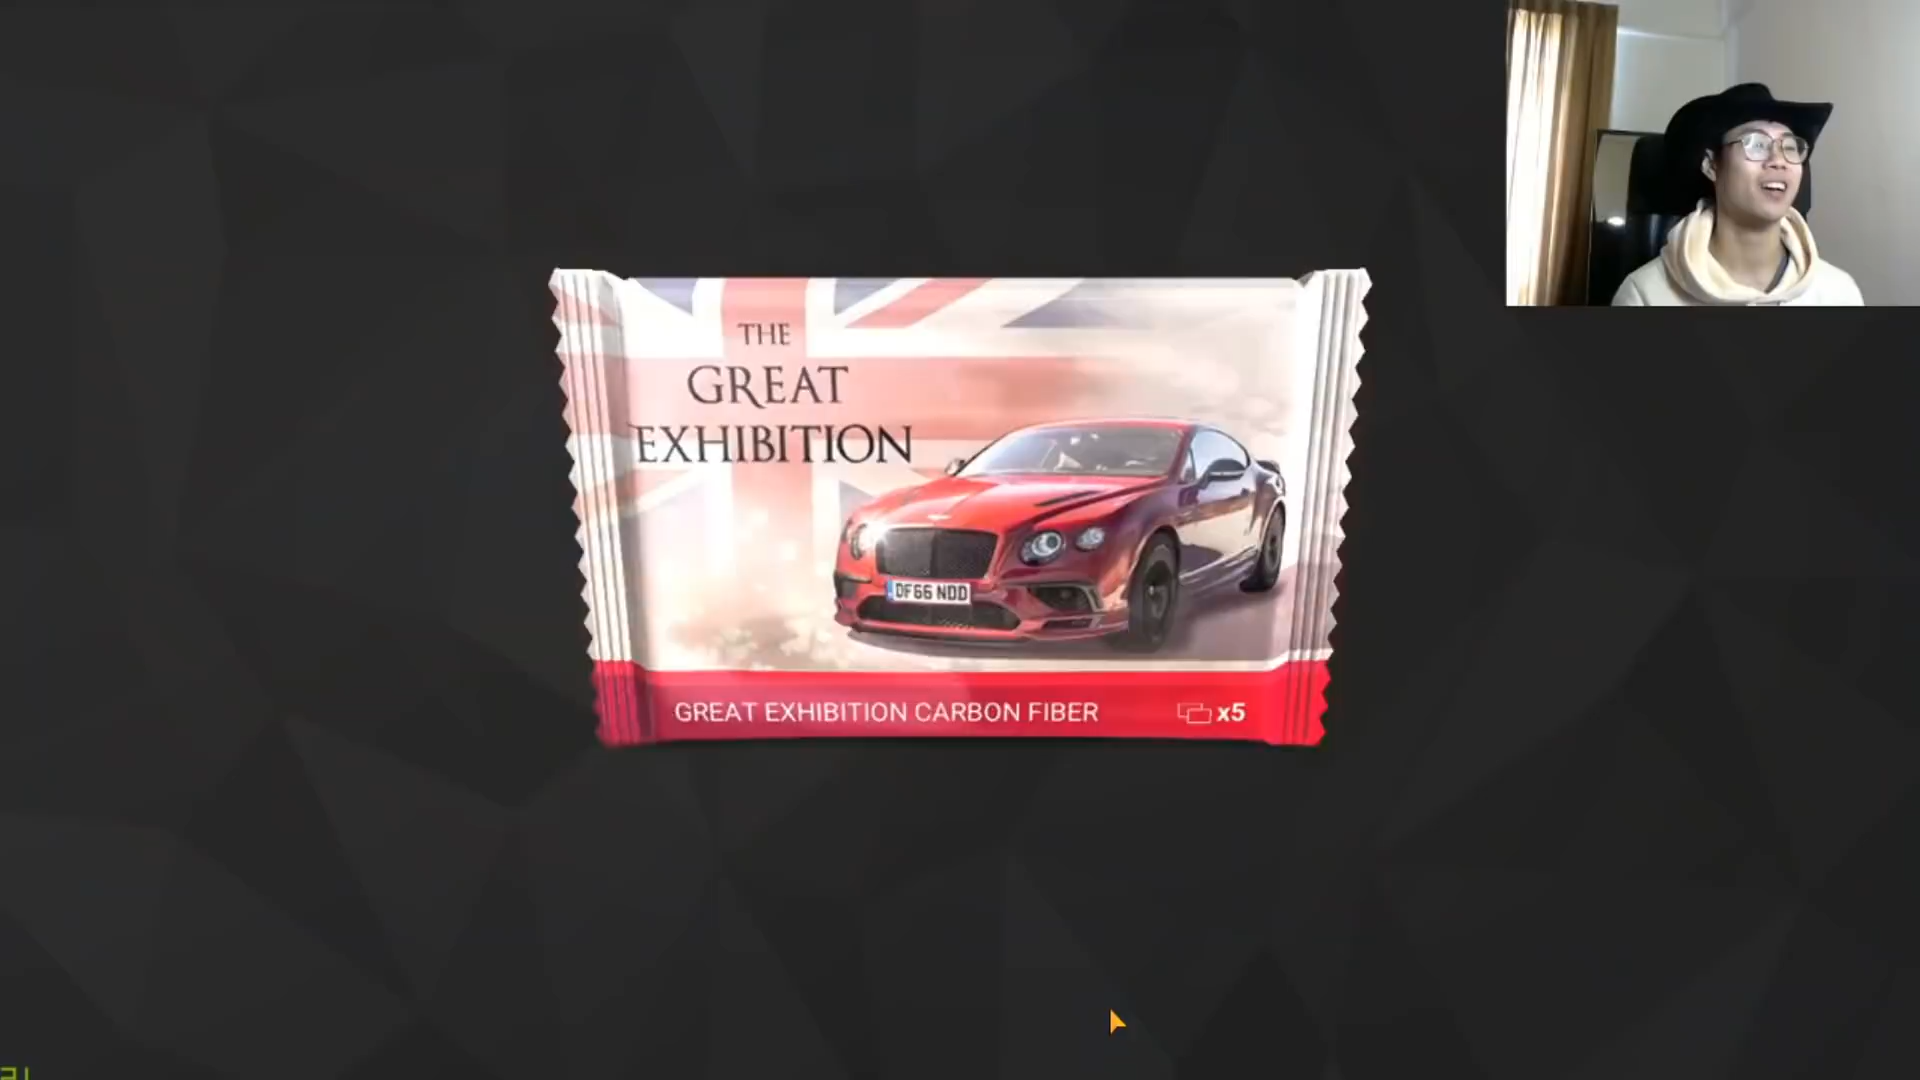 THE
GREAT
EXHIBITION
DF66 NDD
GREAT EXHIBITION CARBON FIBER x5